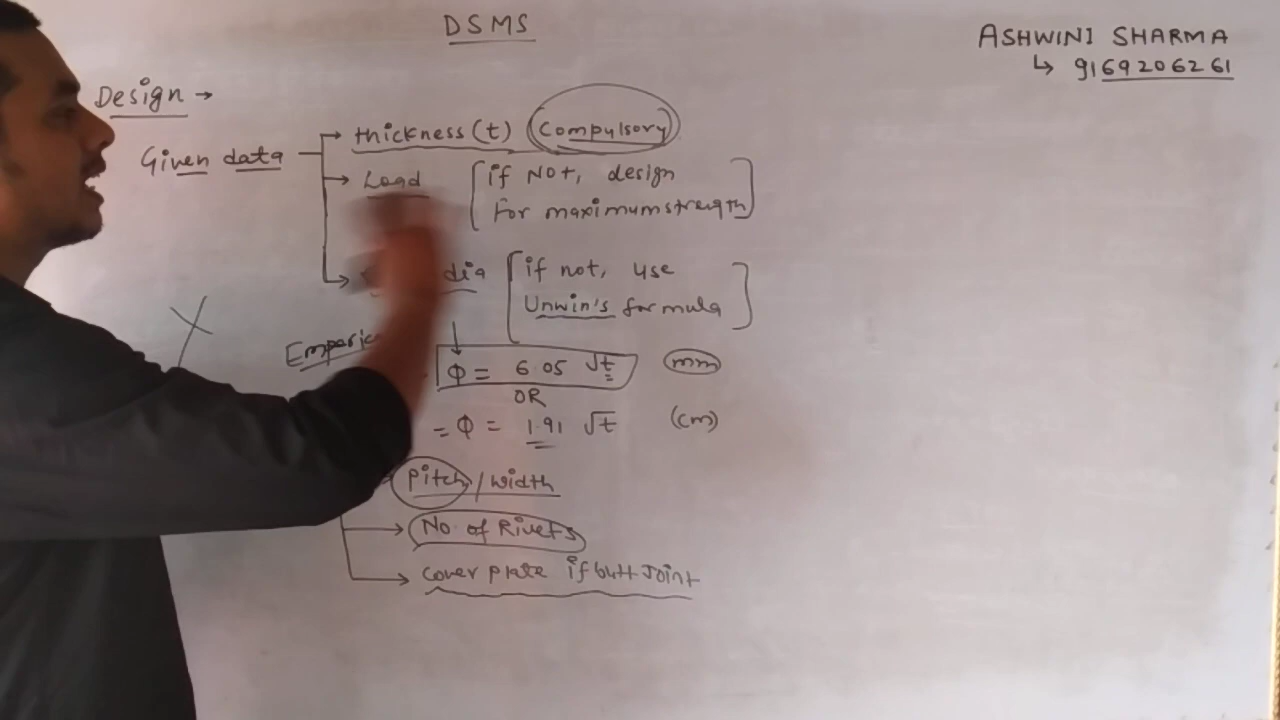 DSMS
ASHWINI SHARMA
↳ 9169206261
Design →
Given data
→ thickness (t) (Compulsory)
→ Load [if Not, design
for maximum strength]
dia [if not, use
Unwin's formula]
Φ = 6.05 √t (mm)
OR
= Φ = 1.91 √t (cm)
Pitch / width
→ No. of Rivets
→ cover plate if butt Joint